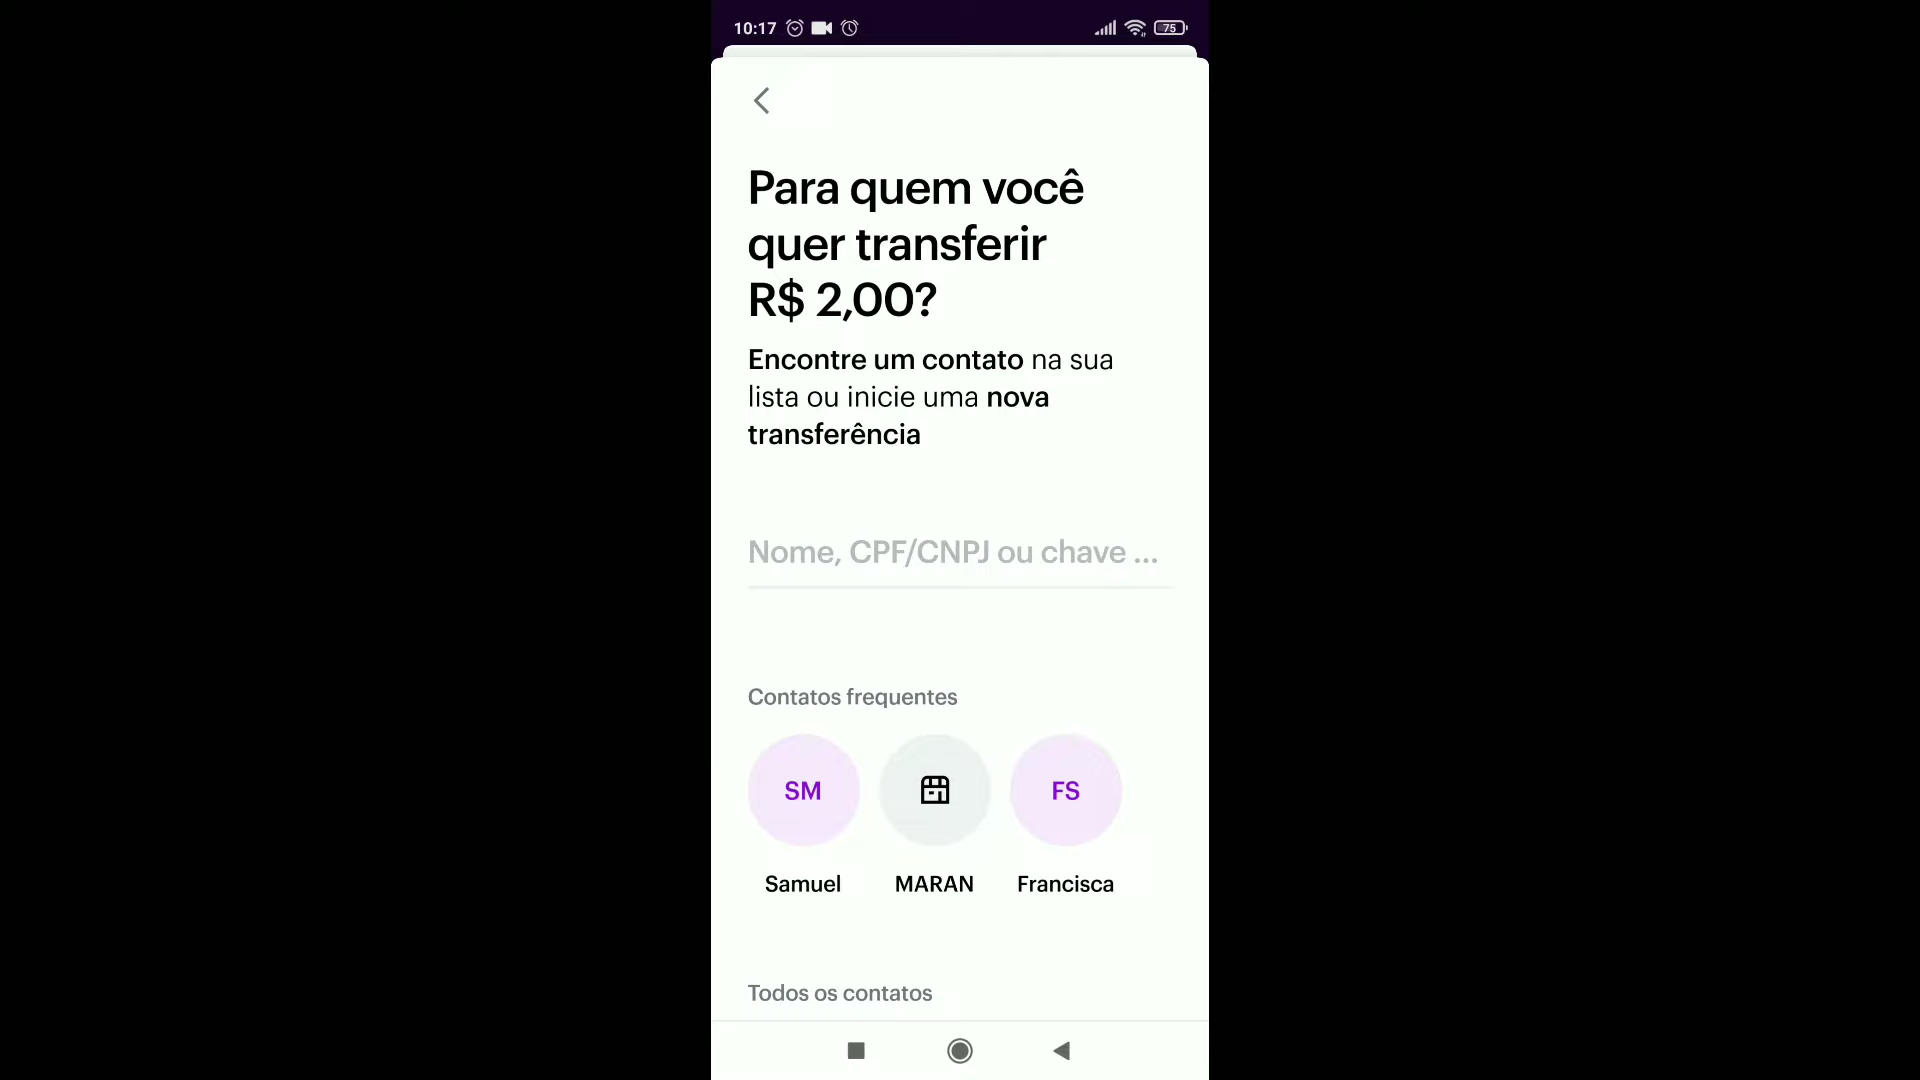 10:17
75
Para quem você
quer transferir
R$ 2,00?
Encontre um contato na sua
lista ou inicie uma nova
transferência
Nome, CPF/CNPJ ou chave ...
Contatos frequentes
SM
FS
Samuel
MARAN
Francisca
Todos os contatos